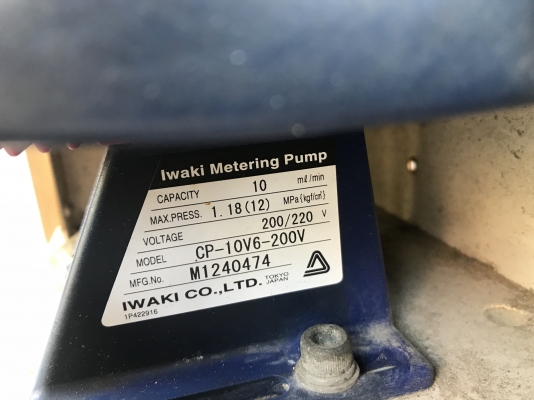 Iwaki Metering Pump
CAPACITY 10 mℓ/min
MAX.PRESS. 1.18(12) MPa{kgf/cm²}
VOLTAGE 200/220 V
MODEL CP-10V6-200V
MFG.No. M1240474
IWAKI CO.,LTD. TOKYO JAPAN
1P422916